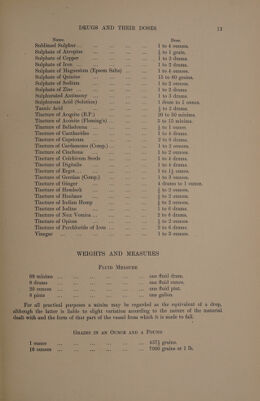 DRUGS AND THEIR DOSES 13
Name. Dose.
Sublimed Sulphur ... 1 to 4 ounces.
Sulphate of Atropine ...
Sulphate of Copper ... 1 to 2 drams.
Sulphate of Iron ... 1 to 3 drams.
Sulphate of Magnesium (Epsom Salts) ... 1 to 4 ounces.
Sulphate of Quinine ... 15 to 60 grains.
Sulphate of Sodium ... 1 to 2 ounces.
Sulphate of Zinc ... 1 to 2 drams
Sulphurated Antimony ... 1 to 3 drams.
Sulphurous Acid (Solution) 1 dram to 1 ounce.
Tannic Acid ... ½ to 2 drams.
Tincture of Aconite (B.P.) 20 to 50 minims.
Tincture of Aconite (Fleming's) ... 5 to 15 minims.
Tincture of Belladonna ... ½ to 1 ounce.
Tincture of Cantharides ... 1 to 4 drams.
Tincture of Capsicum ... 2 to 8 drams.
Tincture of Cardamoms (Comp.) ... 1 to 2 ounces.
Tincture of Cinchona ... 1 to 2 ounces.
Tincture of Colchicum Seeds ... 1 to 4 drams.
Tincture of Digitalis ... 1 to 4 drams.
Tincture of Ergot ... 1 to 1½ ounces.
Tincture of Gentian (Comp.) ... 1 to 3 ounces.
Tincture of Ginger ... 4 drams to 1 ounce.
Tincture of Hemlock ... ½ to 1 ounce.
Tincture of Henbane ... ½ to 2 ounces.
Tincture of Indian Hemp ½ to 2 ounces.
Tincture of Iodine ... 1 to 6 drams.
Tincture of Nux Vomica ... 2 to 6 drams.
Tincture of Opium ... ½ to 2 ounces.
Tincture of Perchloride of Iron ... 2 to 6 drams.
Vinegar ... 1 to 3 ounces.
WEIGHTS AND MEASURES
FLUID MEASURE
60 minims ... one fluid dram.
8 drams ... one fluid ounce.
20 ounces ... one fluid pint.
8 pints ... one gallon
For all practical purposes a minim may be regarded as the equivalent of a drop,
although the latter is liable to slight variation according to the nature of the material
dealt with and the form of that part of the vessel from which it is made to fall.
GRAINS IN AN OUNCE AND A POUND
1 ounce ... 437½ grains.
16 ounces ... 7000 grains or 1 lb.